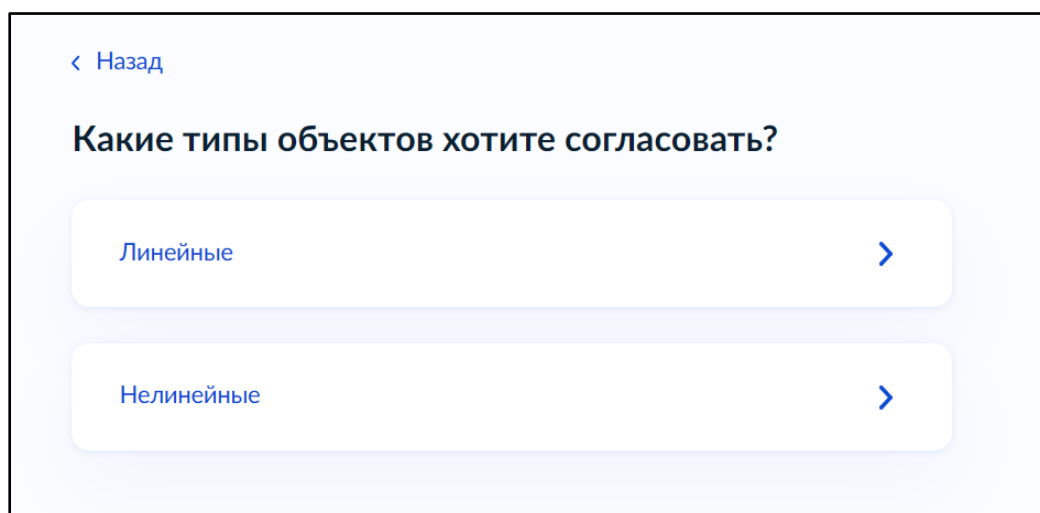 Назад
Какие типы объектов хотите согласовать?
Линейные
Нелинейные